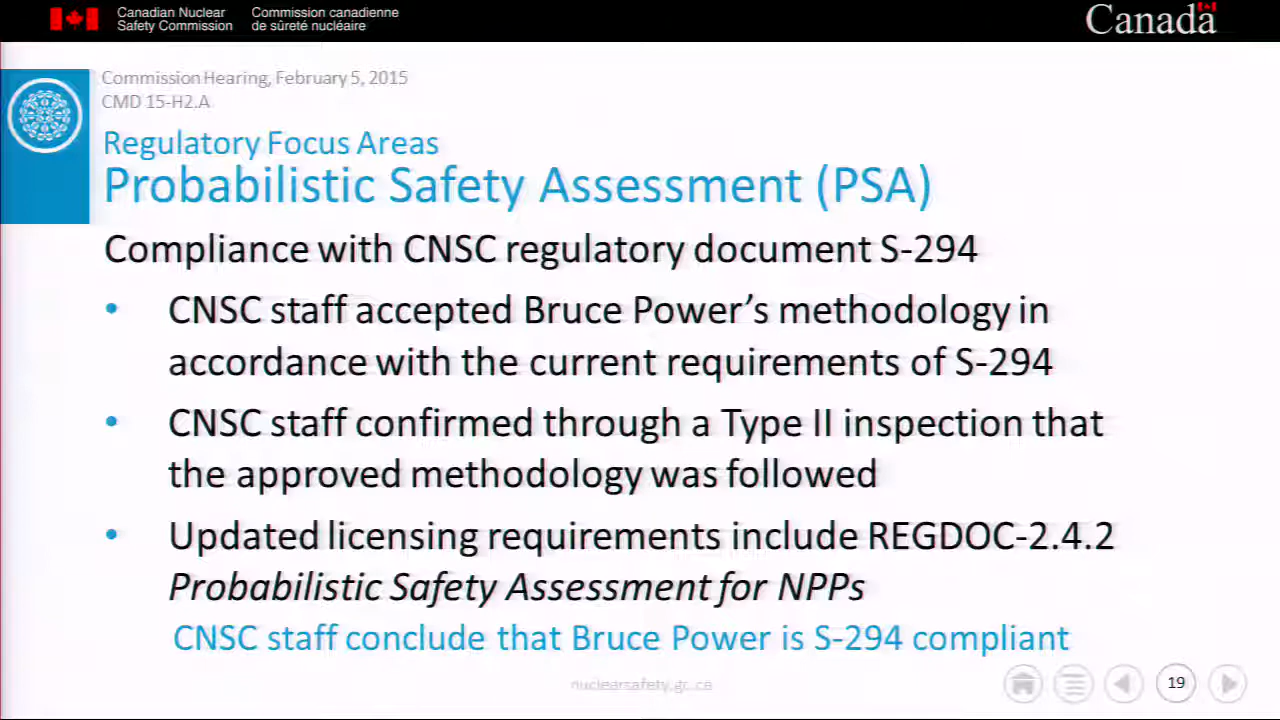 Canadian Nuclear Safety Commission
Commission canadienne de sûreté nucléaire
Canada
Commission Hearing, February 5, 2015
CMD 15-H2.A
Regulatory Focus Areas
Probabilistic Safety Assessment (PSA)
Compliance with CNSC regulatory document S-294
• CNSC staff accepted Bruce Power's methodology in
accordance with the current requirements of S-294
• CNSC staff confirmed through a Type II inspection that
the approved methodology was followed
• Updated licensing requirements include REGDOC-2.4.2
Probabilistic Safety Assessment for NPPs
CNSC staff conclude that Bruce Power is S-294 compliant
nuclearsafety.gc.ca
19